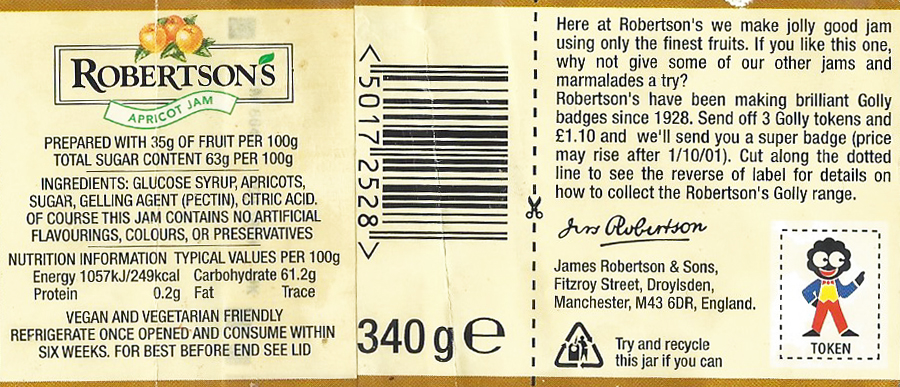 ROBERTSON'S
APRICOT JAM
PREPARED WITH 35g OF FRUIT PER 100g
TOTAL SUGAR CONTENT 63g PER 100g
INGREDIENTS: GLUCOSE SYRUP, APRICOTS,
SUGAR, GELLING AGENT (PECTIN), CITRIC ACID.
OF COURSE THIS JAM CONTAINS NO ARTIFICIAL
FLAVOURINGS, COLOURS, OR PRESERVATIVES
NUTRITION INFORMATION TYPICAL VALUES PER 100g
Energy 1057kJ/249kcal Carbohydrate 61.2g
Protein 0.2g Fat Trace
VEGAN AND VEGETARIAN FRIENDLY
REFRIGERATE ONCE OPENED AND CONSUME WITHIN
SIX WEEKS. FOR BEST BEFORE END SEE LID
<50172528>
340g e
Here at Robertson's we make jolly good jam
using only the finest fruits. If you like this one,
why not give some of our other jams and
marmalades a try?
Robertson's have been making brilliant Golly
badges since 1928. Send off 3 Golly tokens and
£1.10 and we'll send you a super badge (price
may rise after 1/10/01). Cut along the dotted
line to see the reverse of label for details on
how to collect the Robertson's Golly range.
Jas Robertson
James Robertson & Sons,
Fitzroy Street, Droylsden,
Manchester, M43 6DR, England.
Try and recycle
this jar if you can
TOKEN